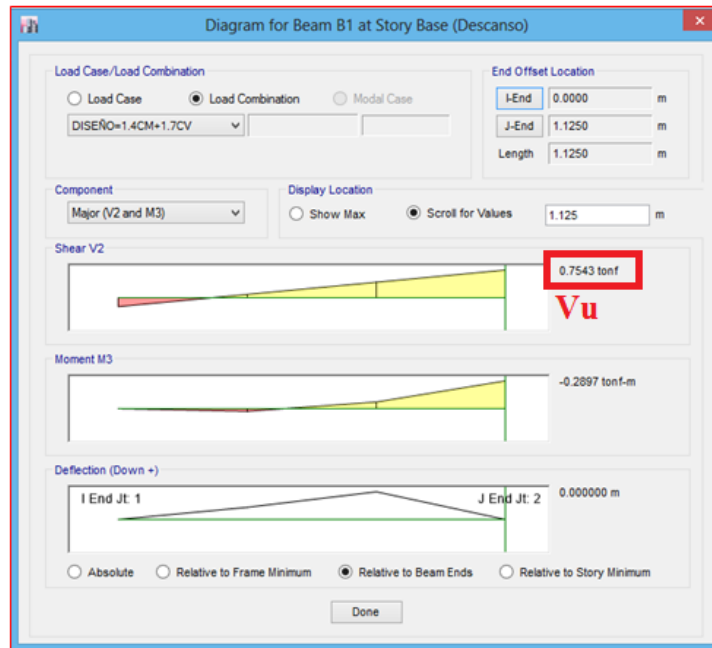 Diagram for Beam B1 at Story Base (Descanso)
x
Load Case/Load Combination
Load Case
Load Combination
Modal Case
DISEÑO=1.4CM+1.7CV
End Offset Location
I-End 0.0000 m
J-End 1.1250 m
Length 1.1250 m
Component
Major (V2 and M3)
Display Location
Show Max
Scroll for Values
1.125 m
Shear V2
0.7543 tonf
Vu
Moment M3
-0.2897 tonf-m
Deflection (Down +)
I End Jt: 1
J End Jt: 2
0.000000 m
Absolute
Relative to Frame Minimum
Relative to Beam Ends
Relative to Story Minimum
Done